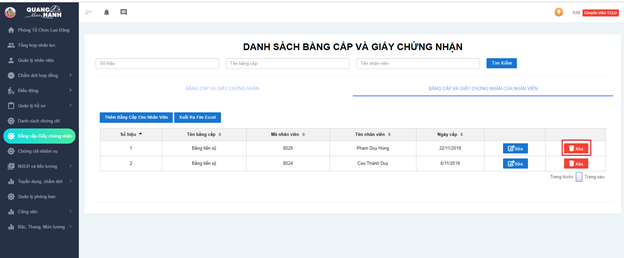 QUANG
HANH
Chuyên Viên TCLD
Phòng Tổ Chức Lao Động
Tổng hợp nhân lực
Quản lý nhân viên
Chấm dứt hợp đồng
Điều động
Quản lý hồ sơ
Danh sách chứng chỉ
Bằng cấp-Giấy chứng nhận
Chứng chỉ nhiệm vụ
NSLD và tiền lương
Tuyển dụng, chấm dứt
Quản lý phòng ban
Công việc
Bậc, Thang, Mức lương
DANH SÁCH BẰNG CẤP VÀ GIẤY CHỨNG NHẬN
Số hiệu
Tên bằng cấp
Tên nhân viên
Tìm Kiếm
BẰNG CẤP VÀ GIẤY CHỨNG NHẬN
BẰNG CẤP VÀ GIẤY CHỨNG NHẬN CỦA NHÂN VIÊN
Thêm Bằng Cấp Cho Nhân Viên
Xuất Ra File Excel
Số hiệu Tên bằng cấp Mã nhân viên Tên nhân viên Ngày cấp
1 Bằng tiến sỹ 8026 Pham Duy Hùng 22/11/2019 Sửa Xóa
2 Bằng tiến sỹ 8024 Cao Thành Duy 8/11/2019 Sửa Xóa
Trang trước Trang sau